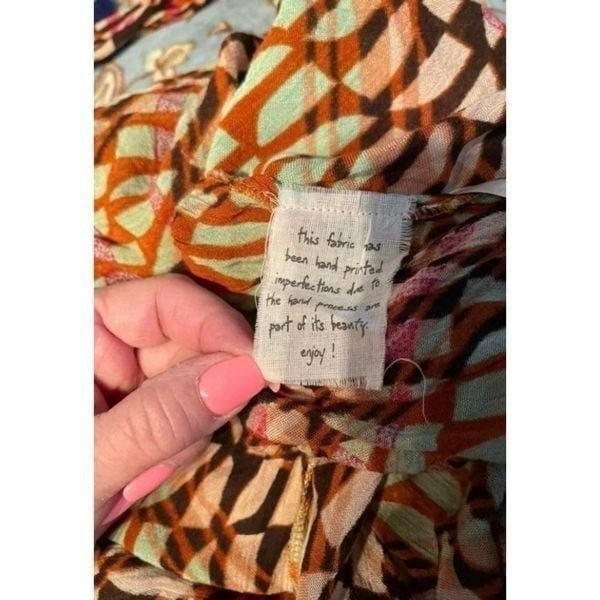 this fabric has
been hand printed
imperfections due to
the hand process are
part of its beauty.
enjoy !